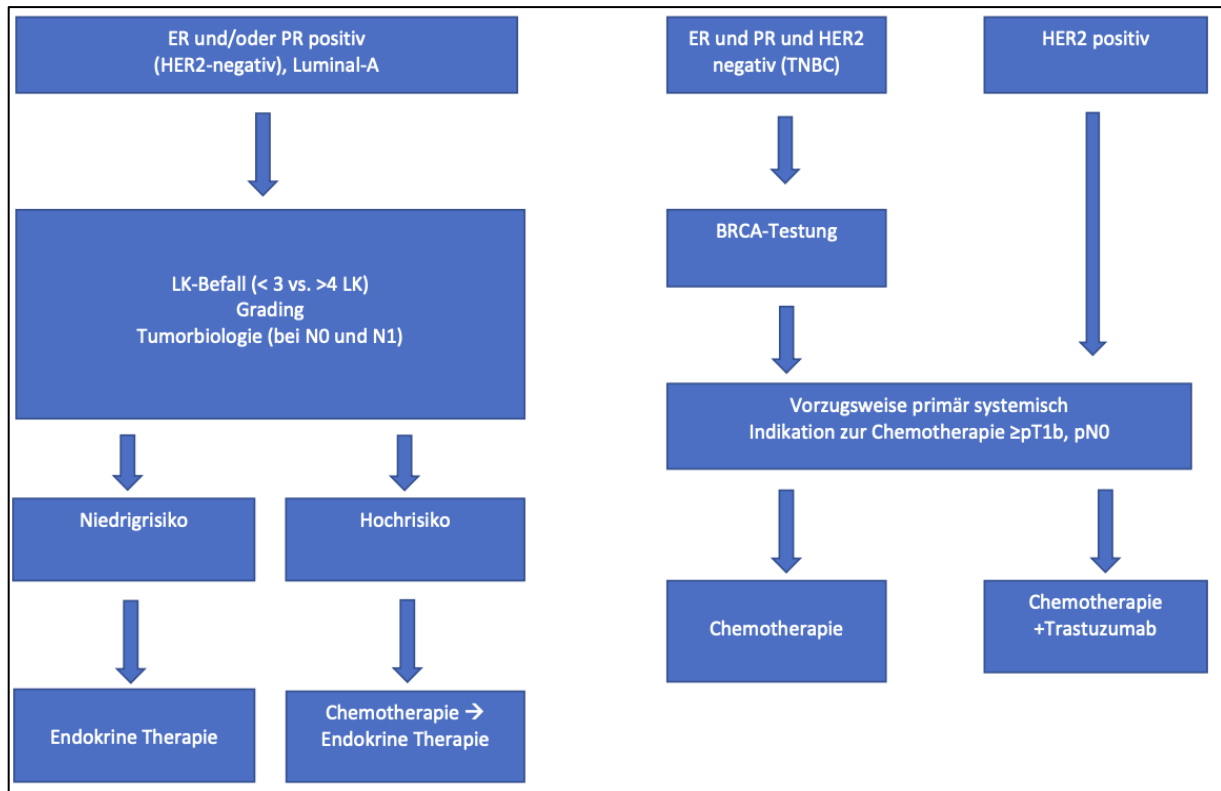 ER und/oder PR positiv
(HER2-negativ), Luminal-A
ER und PR und HER2
negativ (TNBC)
HER2 positiv
BRCA-Testung
LK-Befall (< 3 vs. >4 LK)
Grading
Tumorbiologie (bei N0 und N1)
Vorzugsweise primär systemisch
Indikation zur Chemotherapie ≥pT1b, pN0
Niedrigrisiko
Hochrisiko
Chemotherapie
Chemotherapie
+Trastuzumab
Endokrine Therapie
Chemotherapie →
Endokrine Therapie